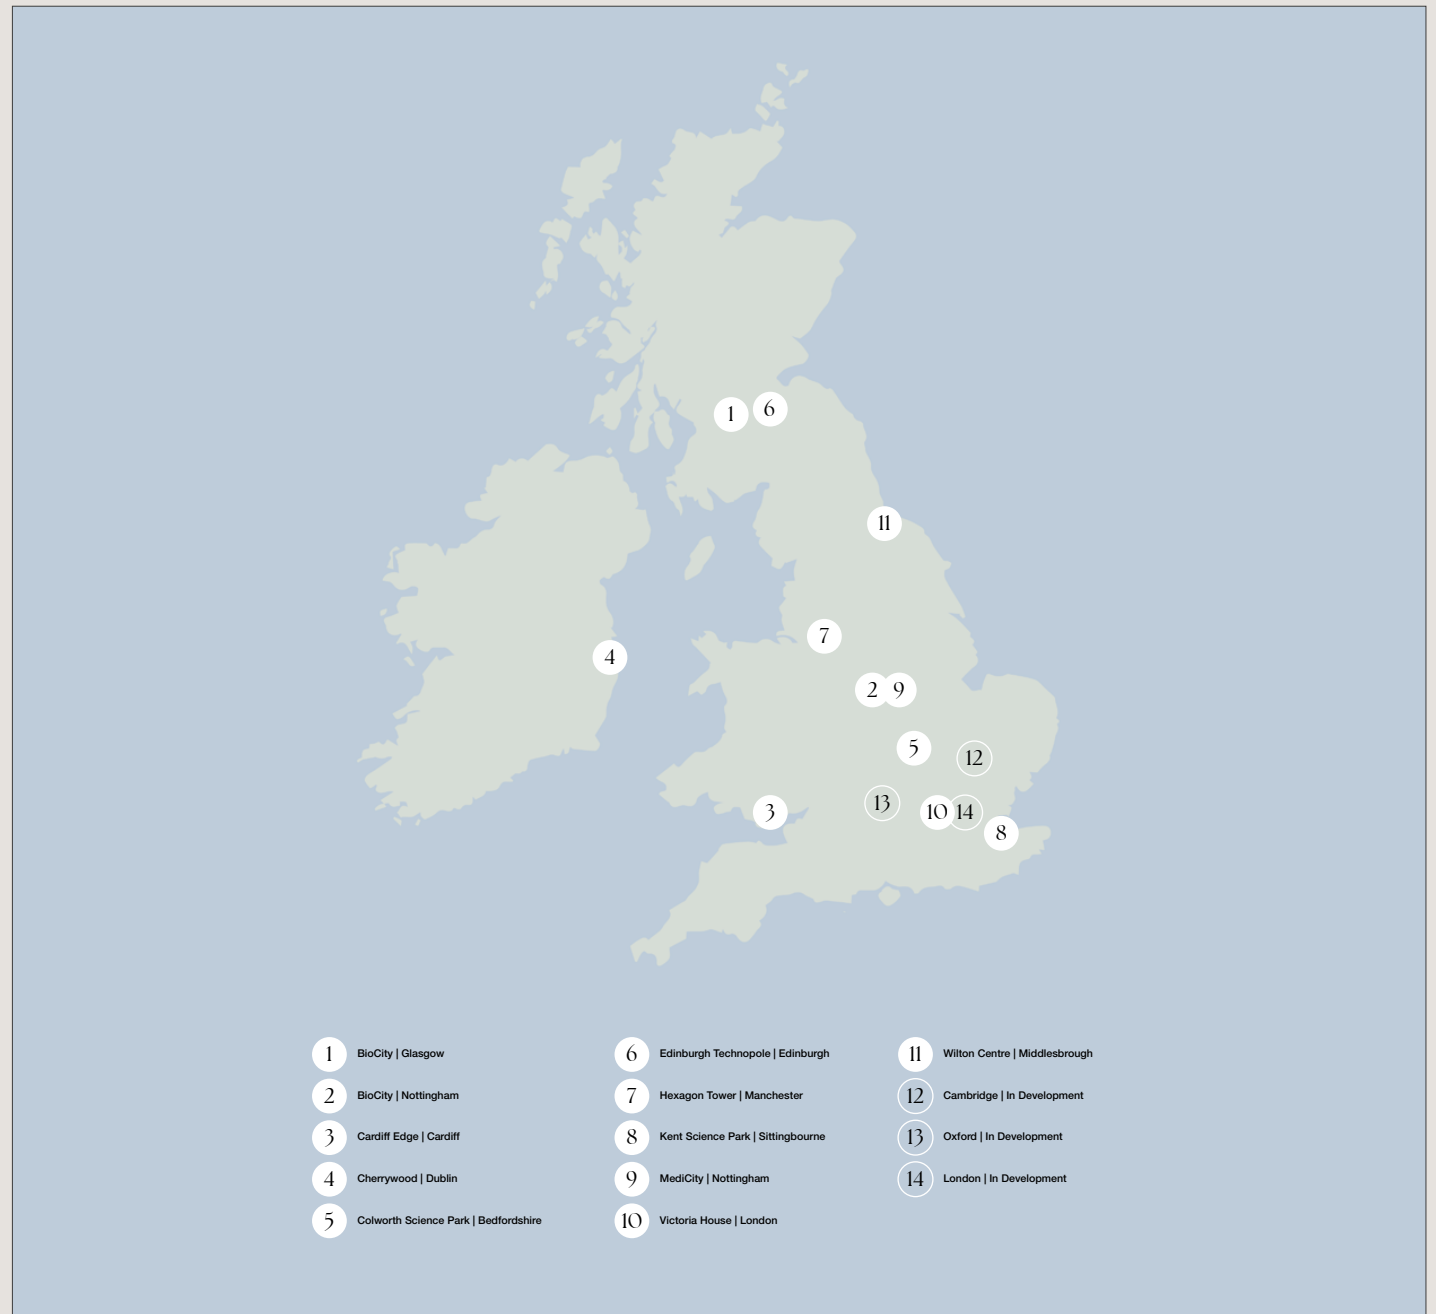 1
6
11
7
4
2
9
5
12
13
10
14
3
8
1 BioCity | Glasgow
2 BioCity | Nottingham
3 Cardiff Edge | Cardiff
4 Cherrywood | Dublin
5 Colworth Science Park | Bedfordshire
6 Edinburgh Technopole | Edinburgh
7 Hexagon Tower | Manchester
8 Kent Science Park | Sittingbourne
9 MediCity | Nottingham
10 Victoria House | London
11 Wilton Centre | Middlesbrough
12 Cambridge | In Development
13 Oxford | In Development
14 London | In Development